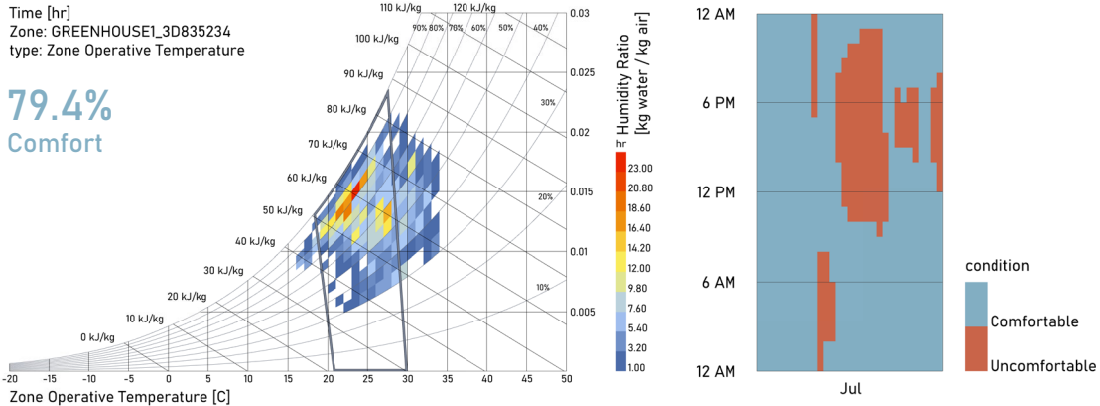 Time [hr]
Zone: GREENHOUSE1_3D835234
type: Zone Operative Temperature
79.4%
Comfort
110 kJ/kg
120 kJ/kg
100 kJ/kg
90 kJ/kg
80 kJ/kg
70 kJ/kg
60 kJ/kg
50 kJ/kg
40 kJ/kg
30 kJ/kg
20 kJ/kg
10 kJ/kg
0 kJ/kg
90% 80% 70% 60% 50% 40%
30%
20%
10%
0.03
0.025
0.02
0.015
0.01
0.005
-20 -15 -10 -5 0 5 10 15 20 25 30 35 40 45 50
Zone Operative Temperature [C]
Humidity Ratio
[kg water / kg air]
hr
23.00
20.80
18.60
16.40
14.20
12.00
9.80
7.60
5.40
3.20
1.00
12 AM
6 PM
12 PM
6 AM
12 AM
Jul
condition
Comfortable
Uncomfortable